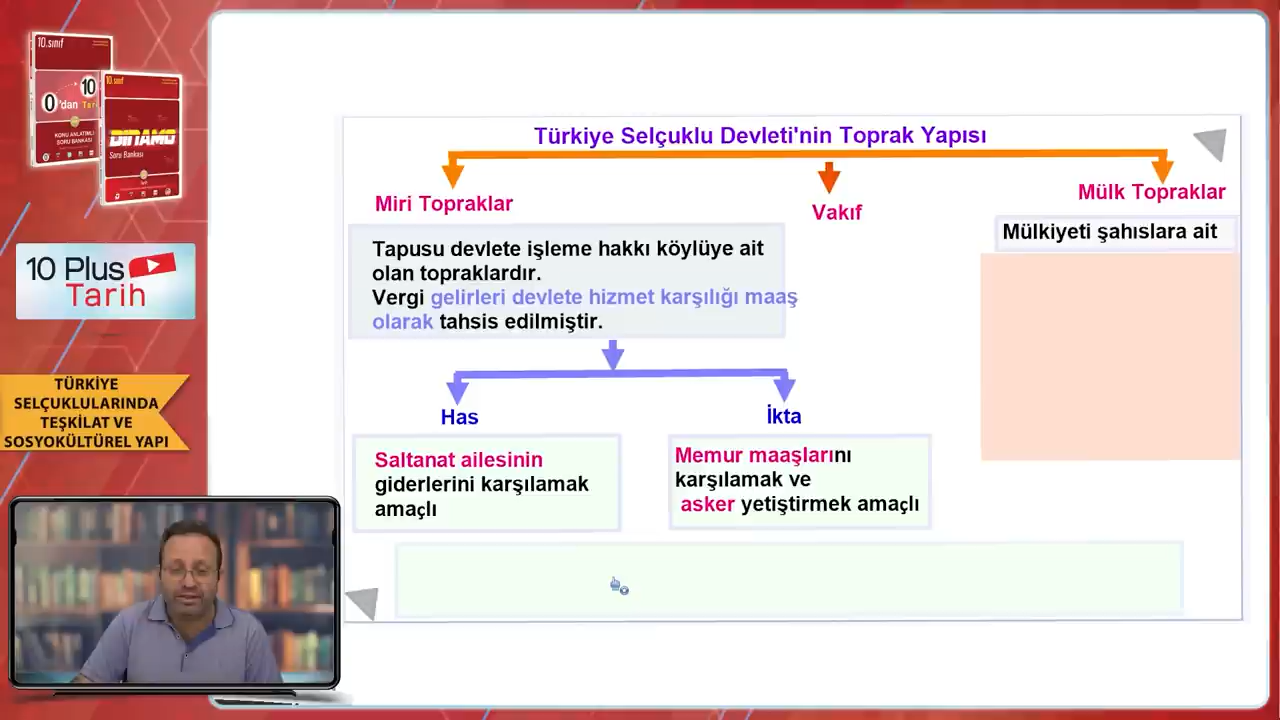 10.sınıf
0'dan 10
KONU ANLATIMLI
SORU BANKASI
10.sınıf
DINAMO
Soru Bankası
10 Plus
Tarih
TÜRKİYE
SELÇUKLULARINDA
TEŞKİLAT VE
SOSYOKÜLTÜREL YAPI
Türkiye Selçuklu Devleti'nin Toprak Yapısı
Miri Topraklar
Vakıf
Mülk Topraklar
Tapusu devlete işleme hakkı köylüye ait
olan topraklardır.
Vergi gelirleri devlete hizmet karşılığı maaş
olarak tahsis edilmiştir.
Mülkiyeti şahıslara ait
Has
İkta
Saltanat ailesinin
giderlerini karşılamak
amaçlı
Memur maaşlarını
karşılamak ve
asker yetiştirmek amaçlı